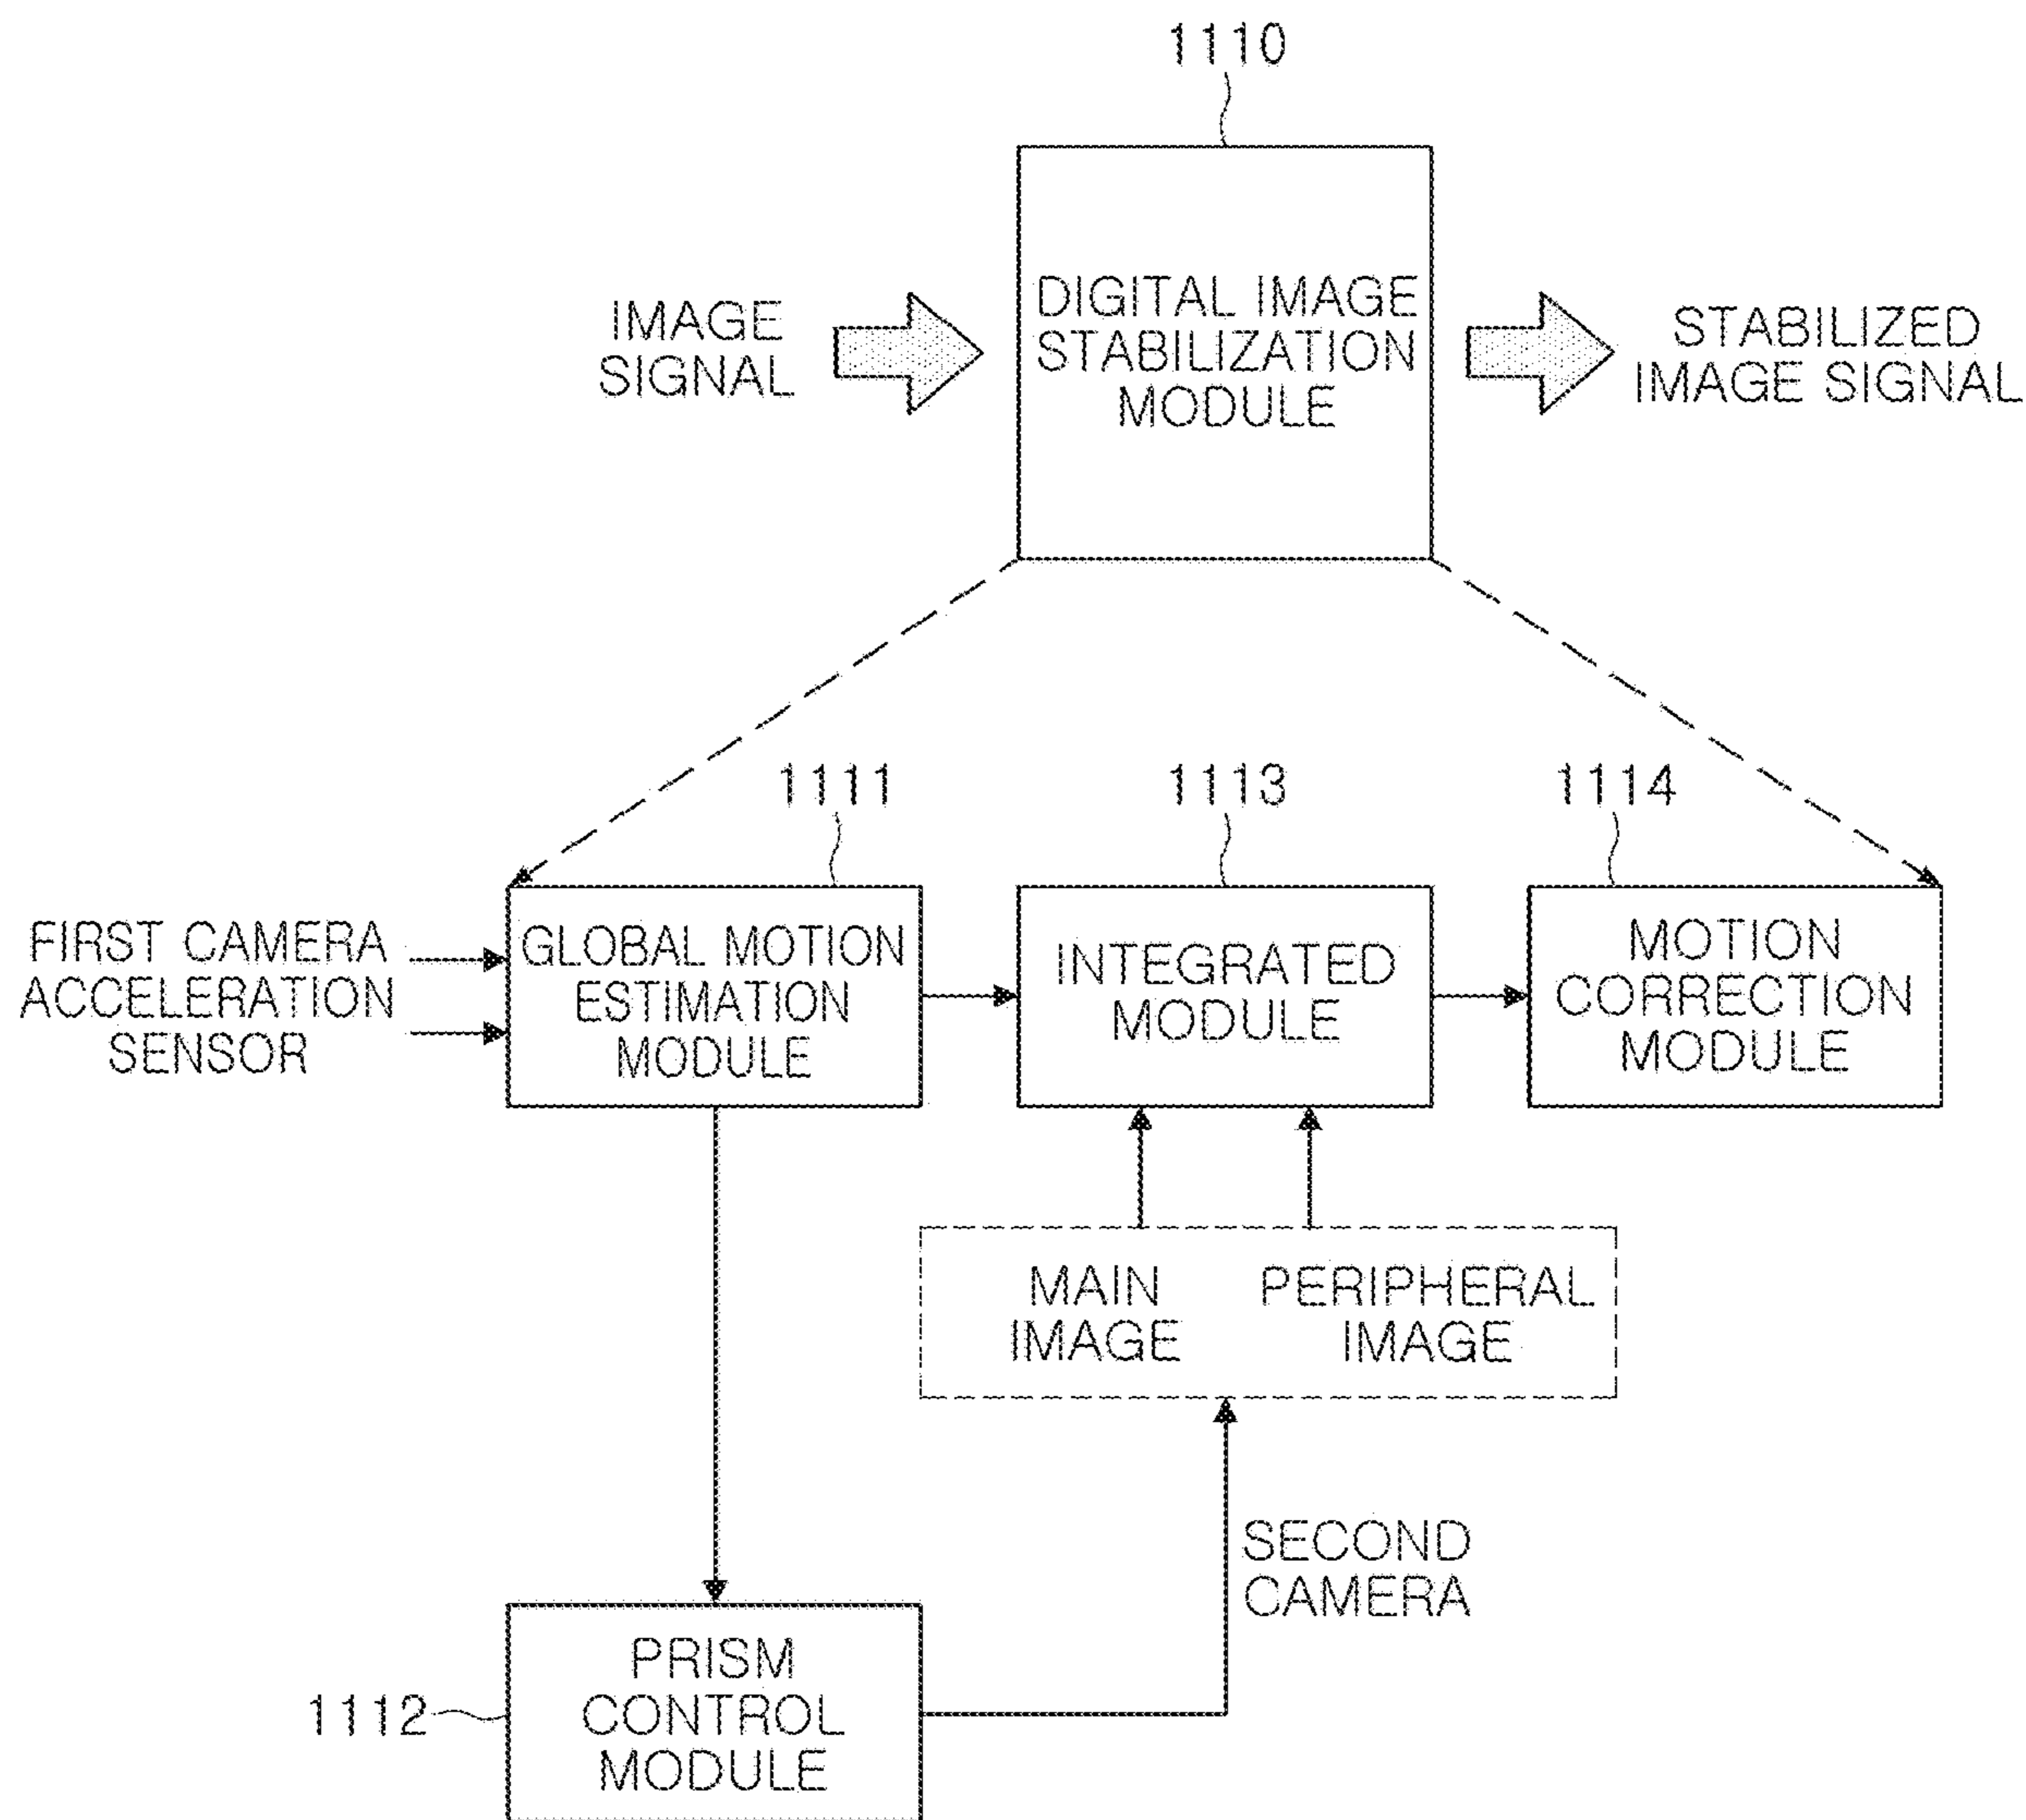 1110
IMAGE
SIGNAL
DIGITAL IMAGE
STABILIZATION
MODULE
STABILIZED
IMAGE SIGNAL
1111
1113
1114
FIRST CAMERA
ACCELERATION
SENSOR
GLOBAL MOTION
ESTIMATION
MODULE
INTEGRATED
MODULE
MOTION
CORRECTION
MODULE
MAIN
IMAGE
PERIPHERAL
IMAGE
SECOND
CAMERA
1112
PRISM
CONTROL
MODULE